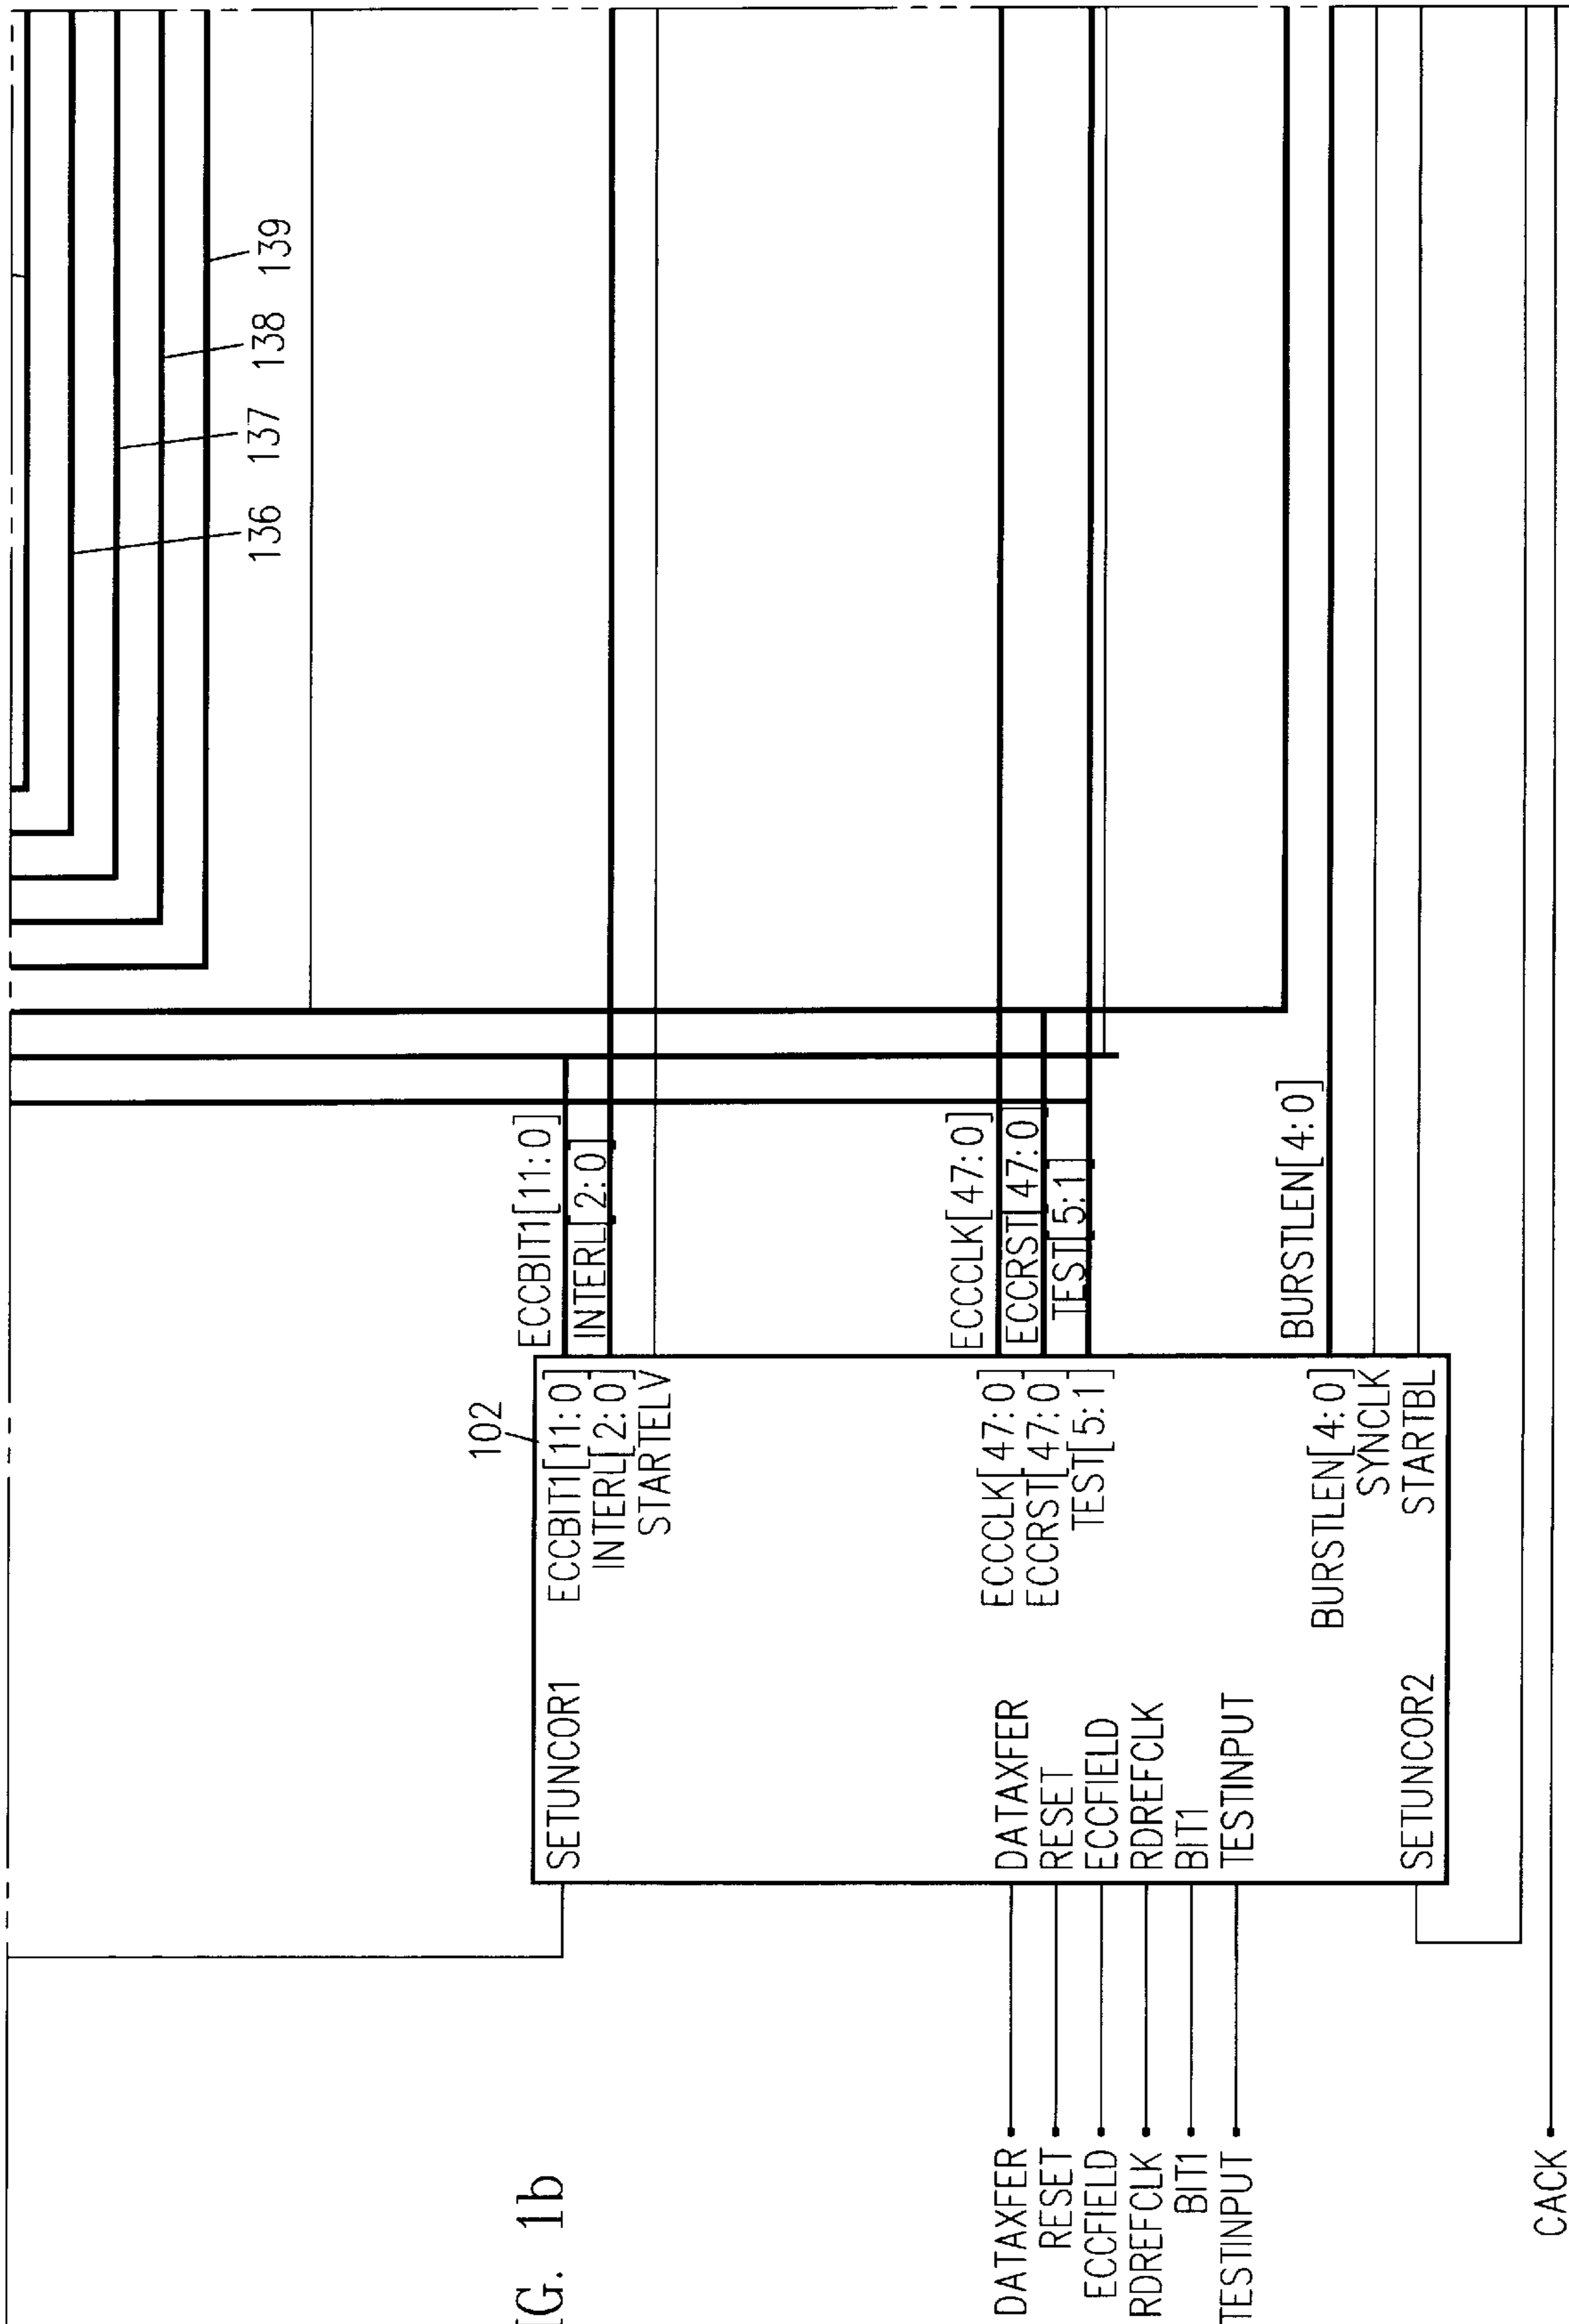 136 137 138 139
102
ECCBIT1[11:0]
INTERL[2:0]
ECCCLK[47:0]
ECCRST[47:0]
TEST[5:1]
BURSTLEN[4:0]
SETUNCOR1
ECCBIT1[11:0]
INTERL[2:0]
STARTELV
ECCCLK[47:0]
ECCRST[47:0]
TEST[5:1]
DATAXFER
RESET
ECCFIELD
RDREFCLK
BIT1
TESTINPUT
BURSTLEN[4:0]
SYNCLK
STARTBL
SETUNCOR2
DATAXFER
RESET
ECCFIELD
RDREFCLK
BIT1
TESTINPUT
CACK
IG. 1b